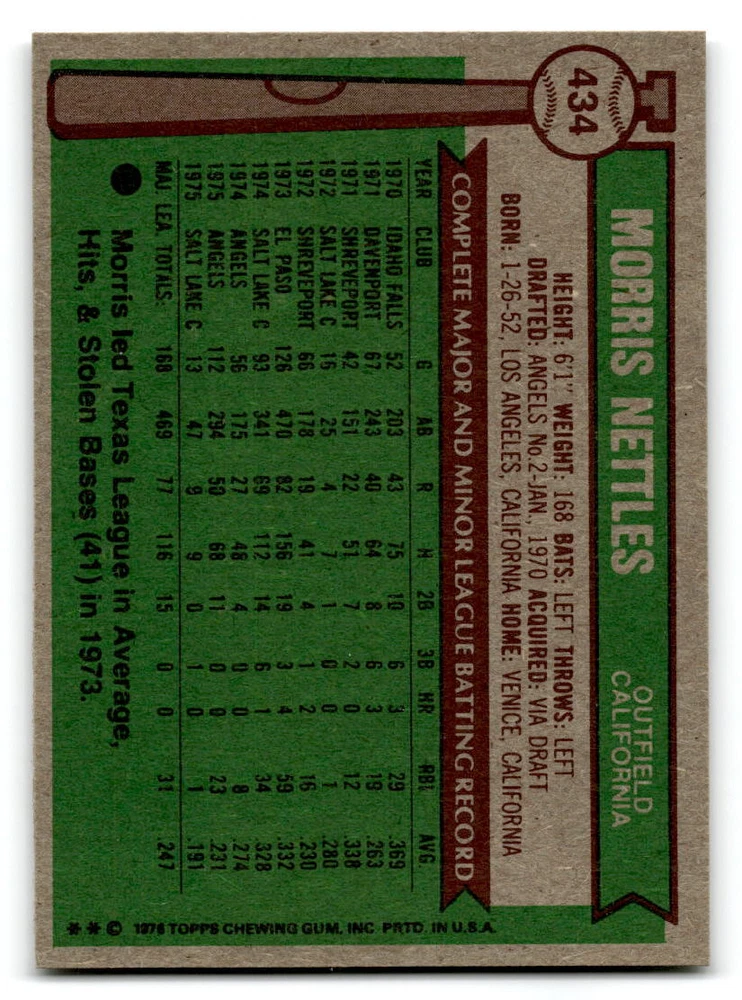 434
MORRIS NETTLES
OUTFIELD
CALIFORNIA
HEIGHT: 6'1" WEIGHT: 168 BATS: LEFT THROWS: LEFT
DRAFTED: ANGELS No.2-JAN., 1970 ACQUIRED: VIA DRAFT
BORN: 1-26-52, LOS ANGELES, CALIFORNIA HOME: VENICE, CALIFORNIA
COMPLETE MAJOR AND MINOR LEAGUE BATTING RECORD
YEAR CLUB G AB R H 2B 3B HR RBI AVG.
1970 IDAHO FALLS 52 203 43 75 10 6 3 29 .369
1971 DAVENPORT 67 243 40 64 8 6 3 19 .263
1971 SHREVEPORT 42 151 22 51 7 2 0 12 .338
1972 SALT LAKE C 16 25 4 7 1 0 0 1 .280
1972 SHREVEPORT 66 178 19 41 4 1 2 16 .230
1973 EL PASO 126 470 82 156 19 3 4 59 .332
1974 SALT LAKE C 93 341 69 112 14 6 1 34 .328
1974 ANGELS 56 175 27 48 4 0 0 8 .274
1975 ANGELS 112 294 50 68 11 0 0 23 .231
1975 SALT LAKE C 13 47 9 9 0 1 0 1 .191
MAJ. LEA. TOTALS: 168 469 77 116 15 0 0 31 .247
Morris led Texas League in Average,
Hits, & Stolen Bases (41) in 1973.
** © 1976 TOPPS CHEWING GUM, INC. PRTD. IN U.S.A.